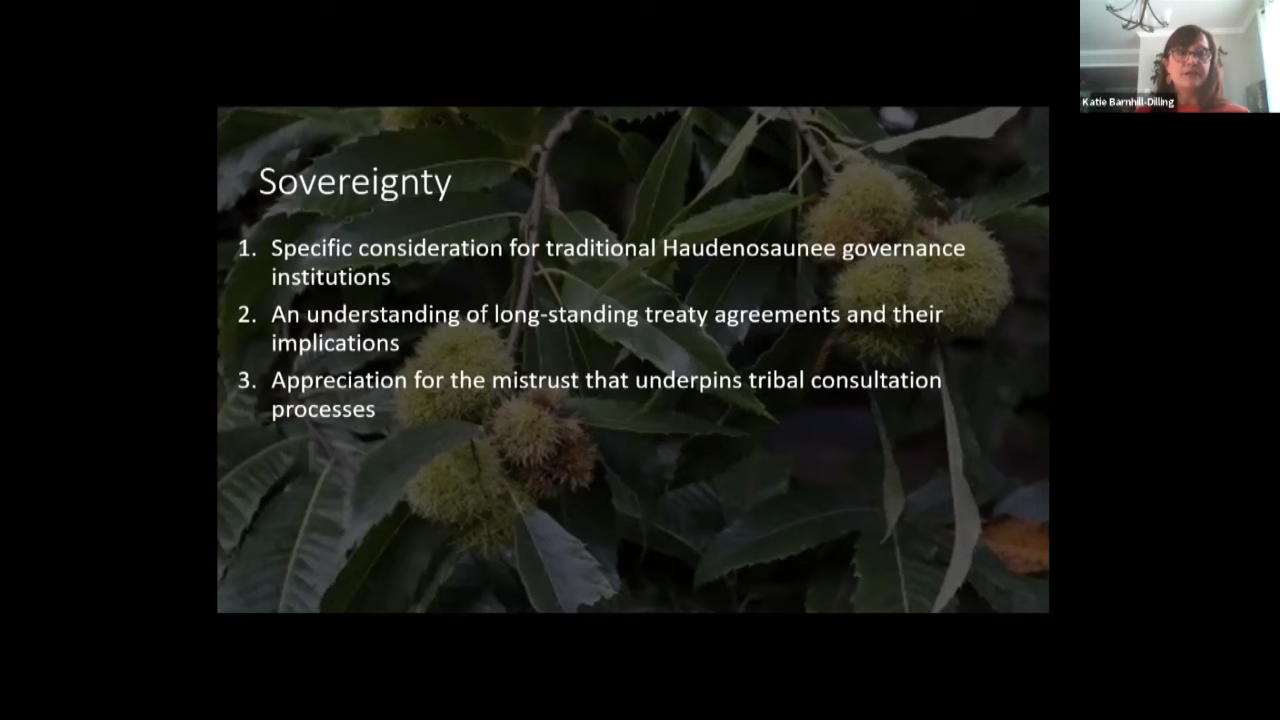 Katie Barnhill-Dilling
Sovereignty
1. Specific consideration for traditional Haudenosaunee governance
institutions
2. An understanding of long-standing treaty agreements and their
implications
3. Appreciation for the mistrust that underpins tribal consultation
processes